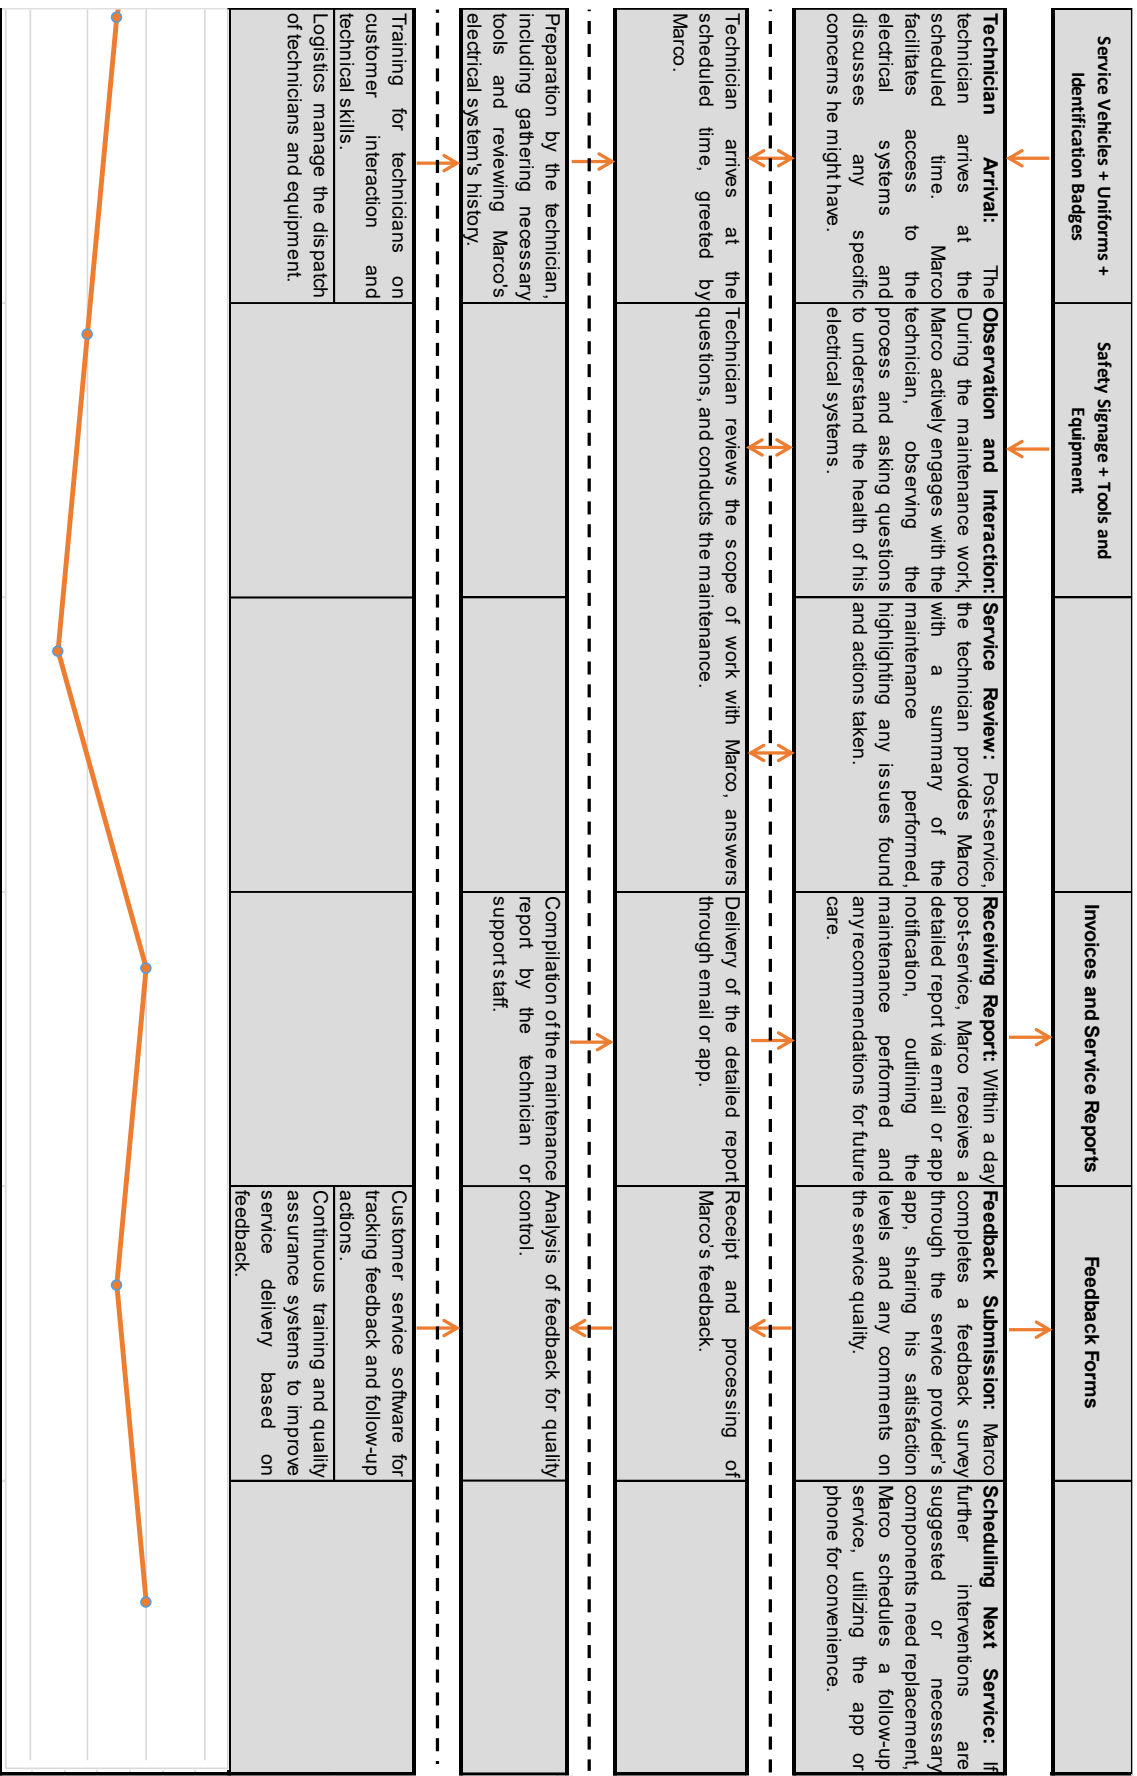 Service Vehicles + Uniforms +
Identification Badges
Safety Signage + Tools and
Equipment
Invoices and Service Reports
Feedback Forms
Technician Arrival: The
technician arrives at the
scheduled time. Marco
facilitates access to the
electrical systems and
discusses any specific
concerns he might have.
Observation and Interaction:
During the maintenance work,
Marco actively engages with the
technician, observing the
process and asking questions
to understand the health of his
electrical systems.
Service Review: Post-service,
the technician provides Marco
with a summary of the
maintenance performed,
highlighting any issues found
and actions taken.
Receiving Report: Within a day
post-service, Marco receives a
detailed report via email or app
notification, outlining the
maintenance performed and
any recommendations for future
care.
Feedback Submission: Marco
completes a feedback survey
through the service provider's
app, sharing his satisfaction
levels and any comments on
the service quality.
Scheduling Next Service: If
further interventions are
suggested or necessary
components need replacement,
Marco schedules a follow-up
service, utilizing the app or
phone for convenience.
Technician arrives at the
scheduled time, greeted by
Marco.
Technician reviews the scope of work with Marco, answers
questions, and conducts the maintenance.
Delivery of the detailed report
through email or app.
Receipt and processing of
Marco's feedback.
Preparation by the technician,
including gathering necessary
tools and reviewing Marco's
electrical system's history.
Compilation of the maintenance
report by the technician or
support staff.
Analysis of feedback for quality
control.
Training for technicians on
customer interaction and
technical skills.
Logistics manage the dispatch
of technicians and equipment.
Customer service software for
tracking feedback and follow-up
actions.
Continuous training and quality
assurance systems to improve
service delivery based on
feedback.